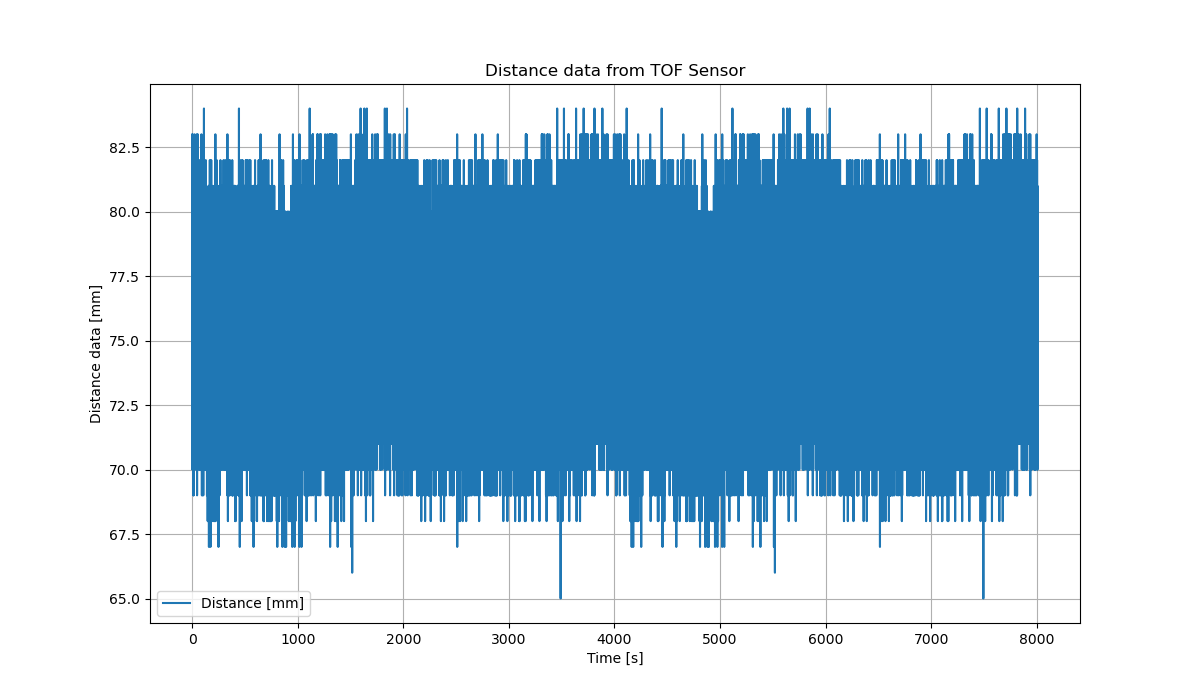 Distance data from TOF Sensor
Distance data [mm]
82.5
80.0
77.5
75.0
72.5
70.0
67.5
65.0
Distance [mm]
0 1000 2000 3000 4000 5000 6000 7000 8000
Time [s]